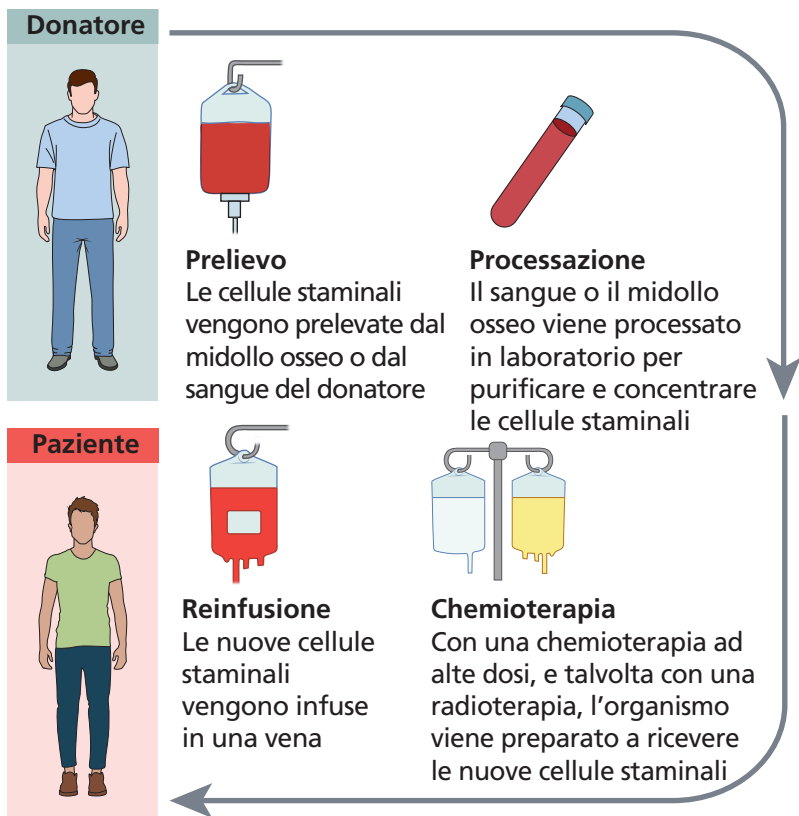 Donatore
Prelievo
Le cellule staminali
vengono prelevate dal
midollo osseo o dal
sangue del donatore
Processazione
Il sangue o il midollo
osseo viene processato
in laboratorio per
purificare e concentrare
le cellule staminali
Paziente
Reinfusione
Le nuove cellule
staminali
vengono infuse
in una vena
Chemioterapia
Con una chemioterapia ad
alte dosi, e talvolta con una
radioterapia, l’organismo
viene preparato a ricevere
le nuove cellule staminali